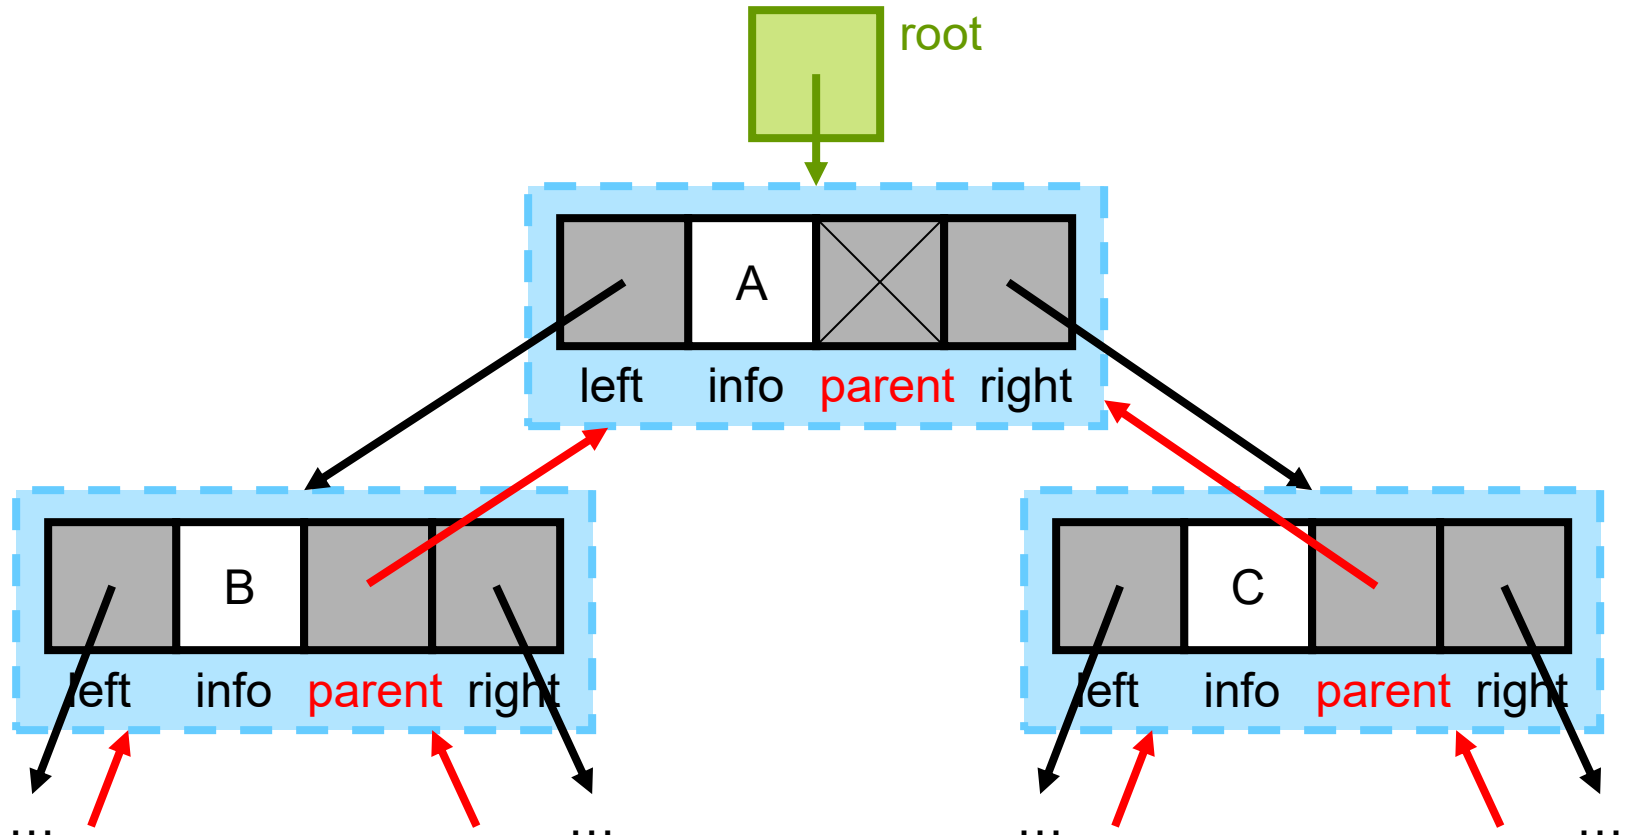 root
A
left info parent right
B
C
left info parent right
left info parent right
... ... ... ...